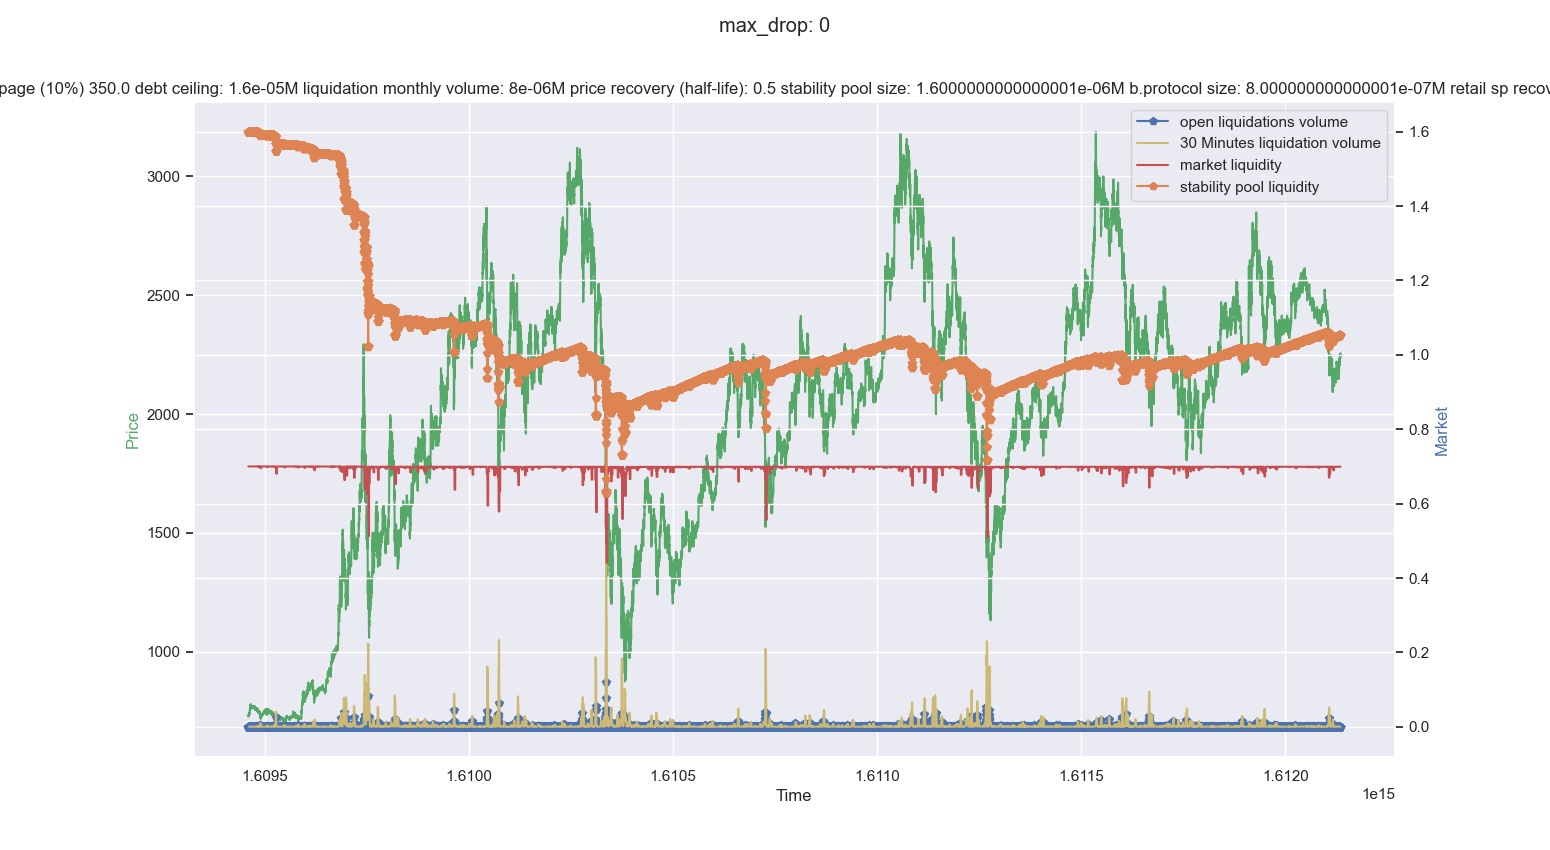 max_drop: 0
page (10%) 350.0 debt ceiling: 1.6e-05M liquidation monthly volume: 8e-06M price recovery (half-life): 0.5 stability pool size: 1.6000000000000001e-06M b.protocol size: 8.000000000000001e-07M retail sp recov
open liquidations volume
30 Minutes liquidation volume
market liquidity
stability pool liquidity
3000
2500
2000
1500
1000
Price
1.6
1.4
1.2
1.0
0.8
0.6
0.4
0.2
0.0
Market
1.6095 1.6100 1.6105 1.6110 1.6115 1.6120
Time
1e15